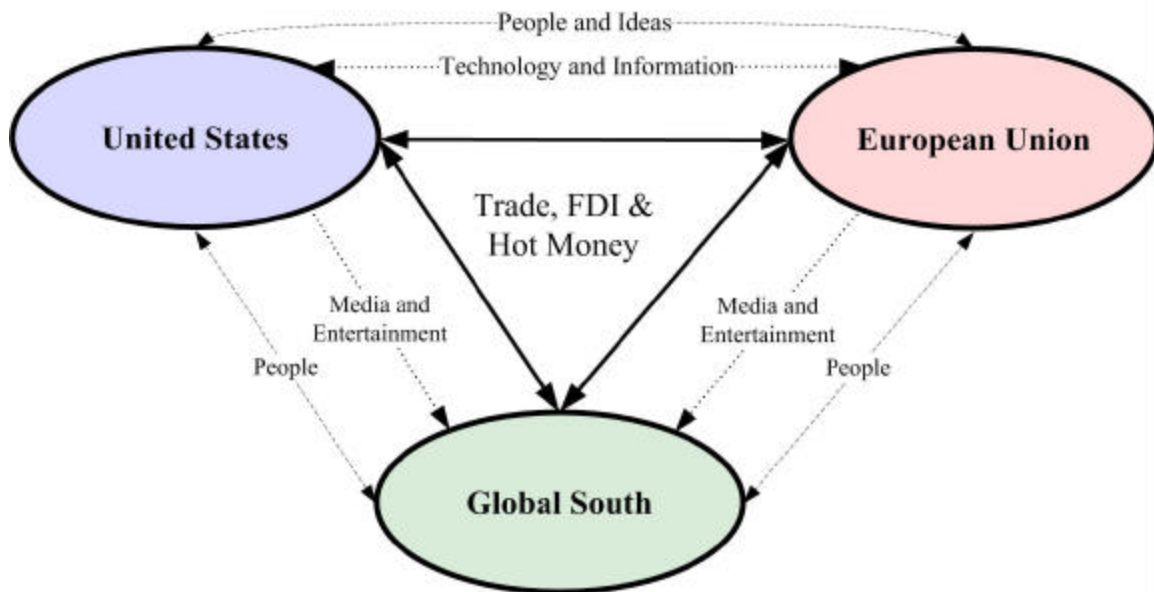 People and Ideas
Technology and Information
United States
European Union
Trade, FDI &
Hot Money
Media and
Entertainment
Media and
Entertainment
People
People
Global South